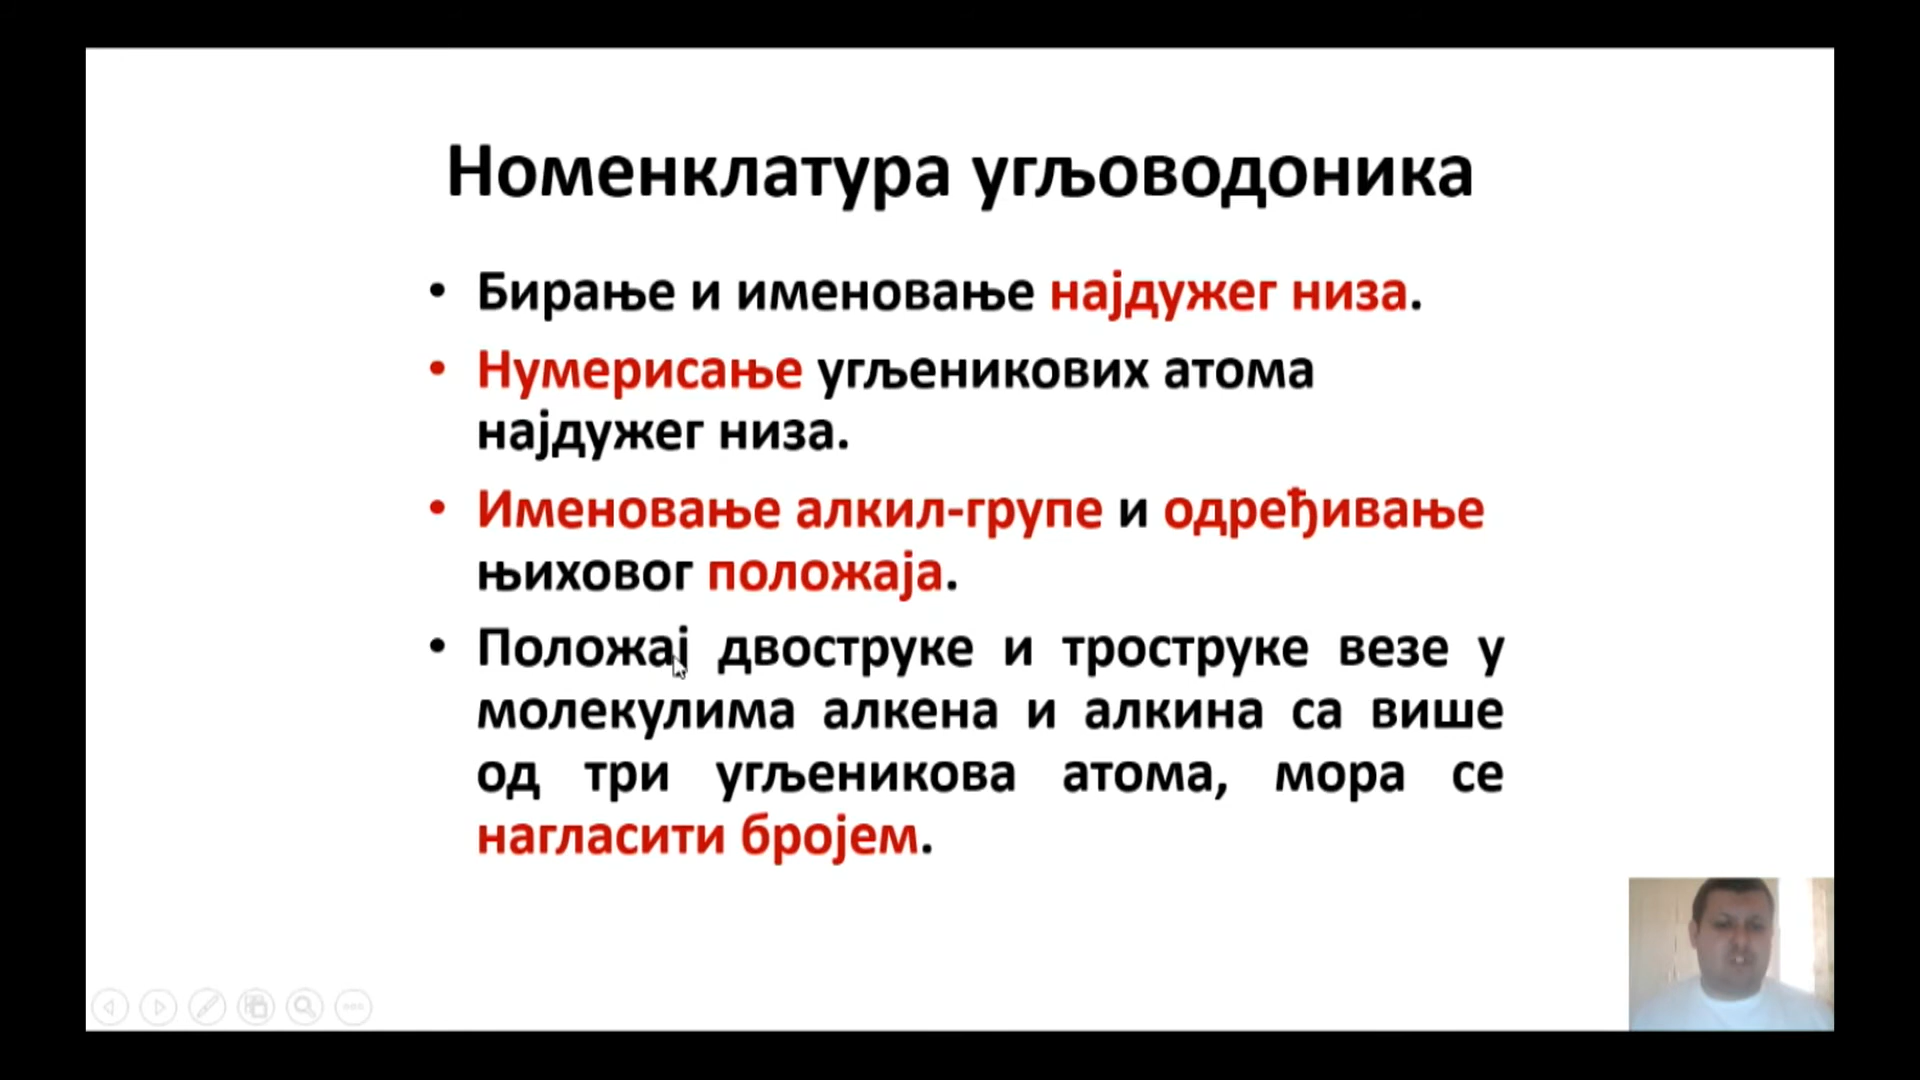 Номенклатура угљоводоника
• Бирање и именовање најдужег низа.
• Нумерисање угљеникових атома
најдужег низа.
• Именовање алкил-групе и одређивање
њиховог положаја.
• Положај двоструке и троструке везе у
молекулима алкена и алкина са више
од три угљеникова атома, мора се
нагласити бројем.